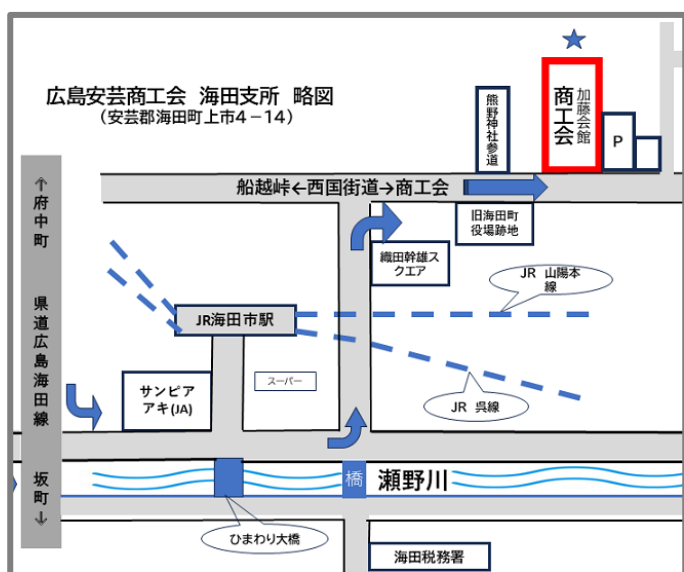 広島安芸商工会 海田支所 略図
(安芸郡海田町上市4－14)
熊野神社参道
加藤会館
商工会
P
←府中町
県道広島海田線
坂町→
船越峠←西国街道→商工会
旧海田町
役場跡地
織田幹雄ス
クエア
JR 山陽本
線
JR海田市駅
スーパー
サンピア
アキ(JA)
JR 呉線
橋
瀬野川
ひまわり大橋
海田税務署